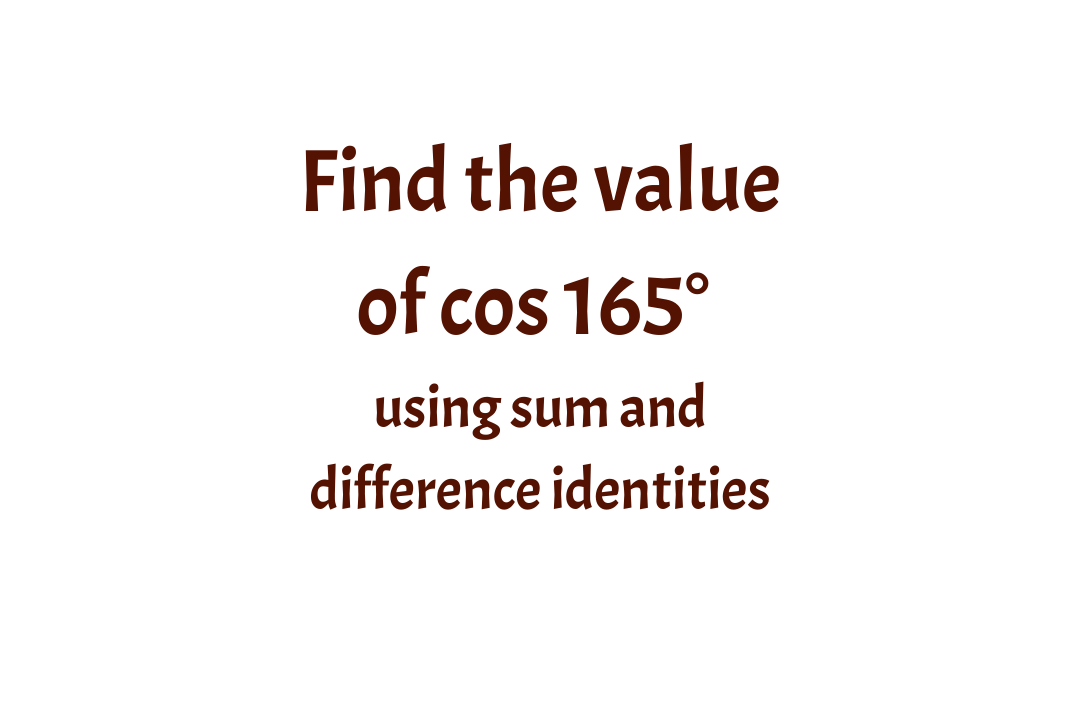 Find the value
of cos 165°
using sum and
difference identities